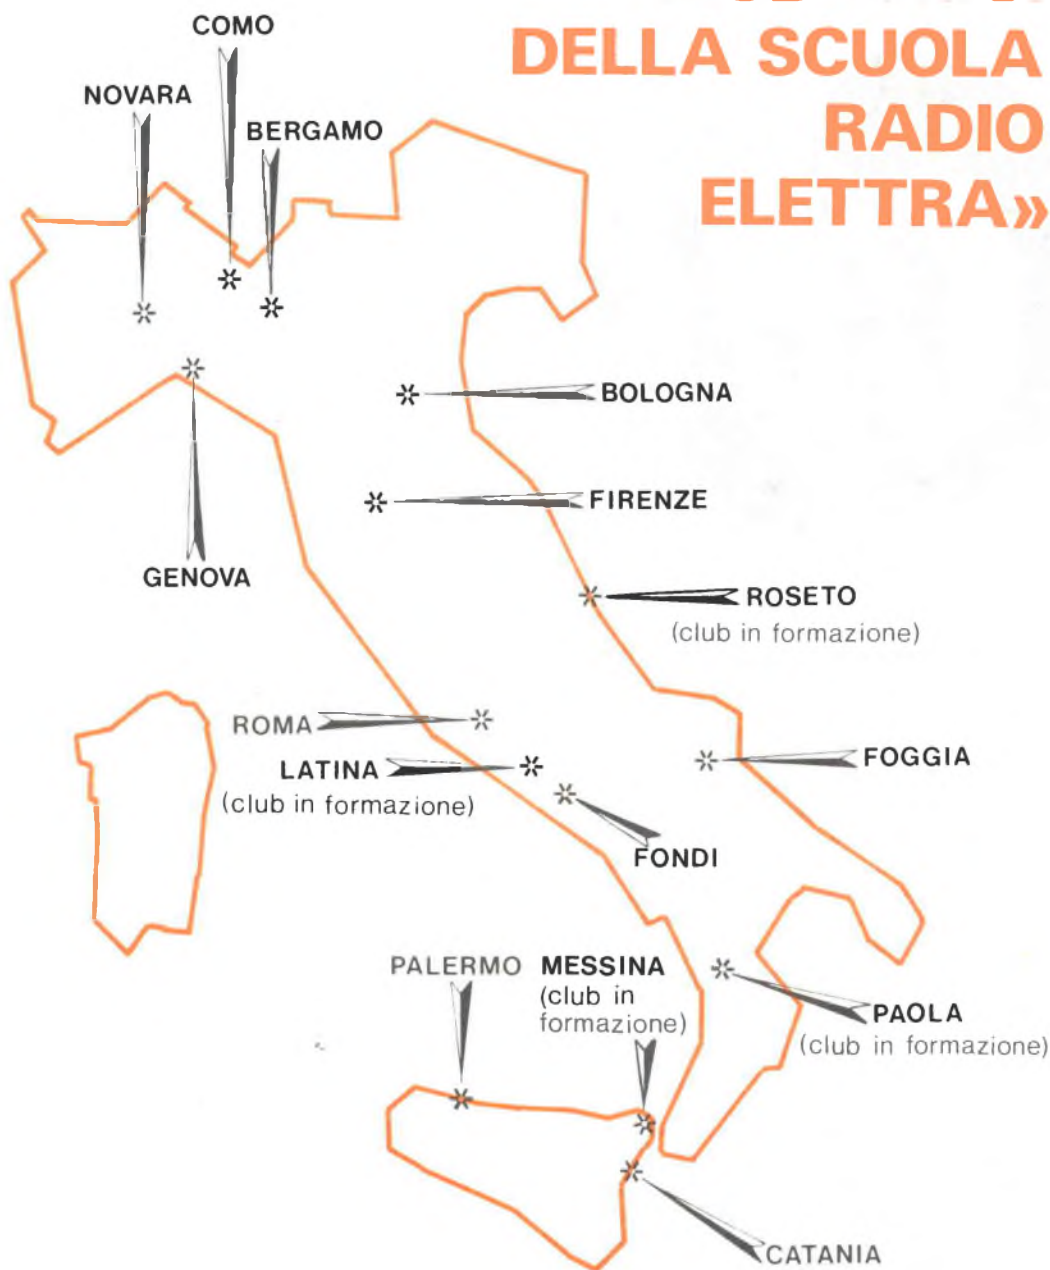 DELLA SCUOLA
RADIO
ELETTRA»
COMO
NOVARA
BERGAMO
BOLOGNA
FIRENZE
GENOVA
ROSETO
(club in formazione)
ROMA
LATINA
(club in formazione)
FOGGIA
FONDI
PALERMO
MESSINA
(club in
formazione)
PAOLA
(club in formazione)
CATANIA